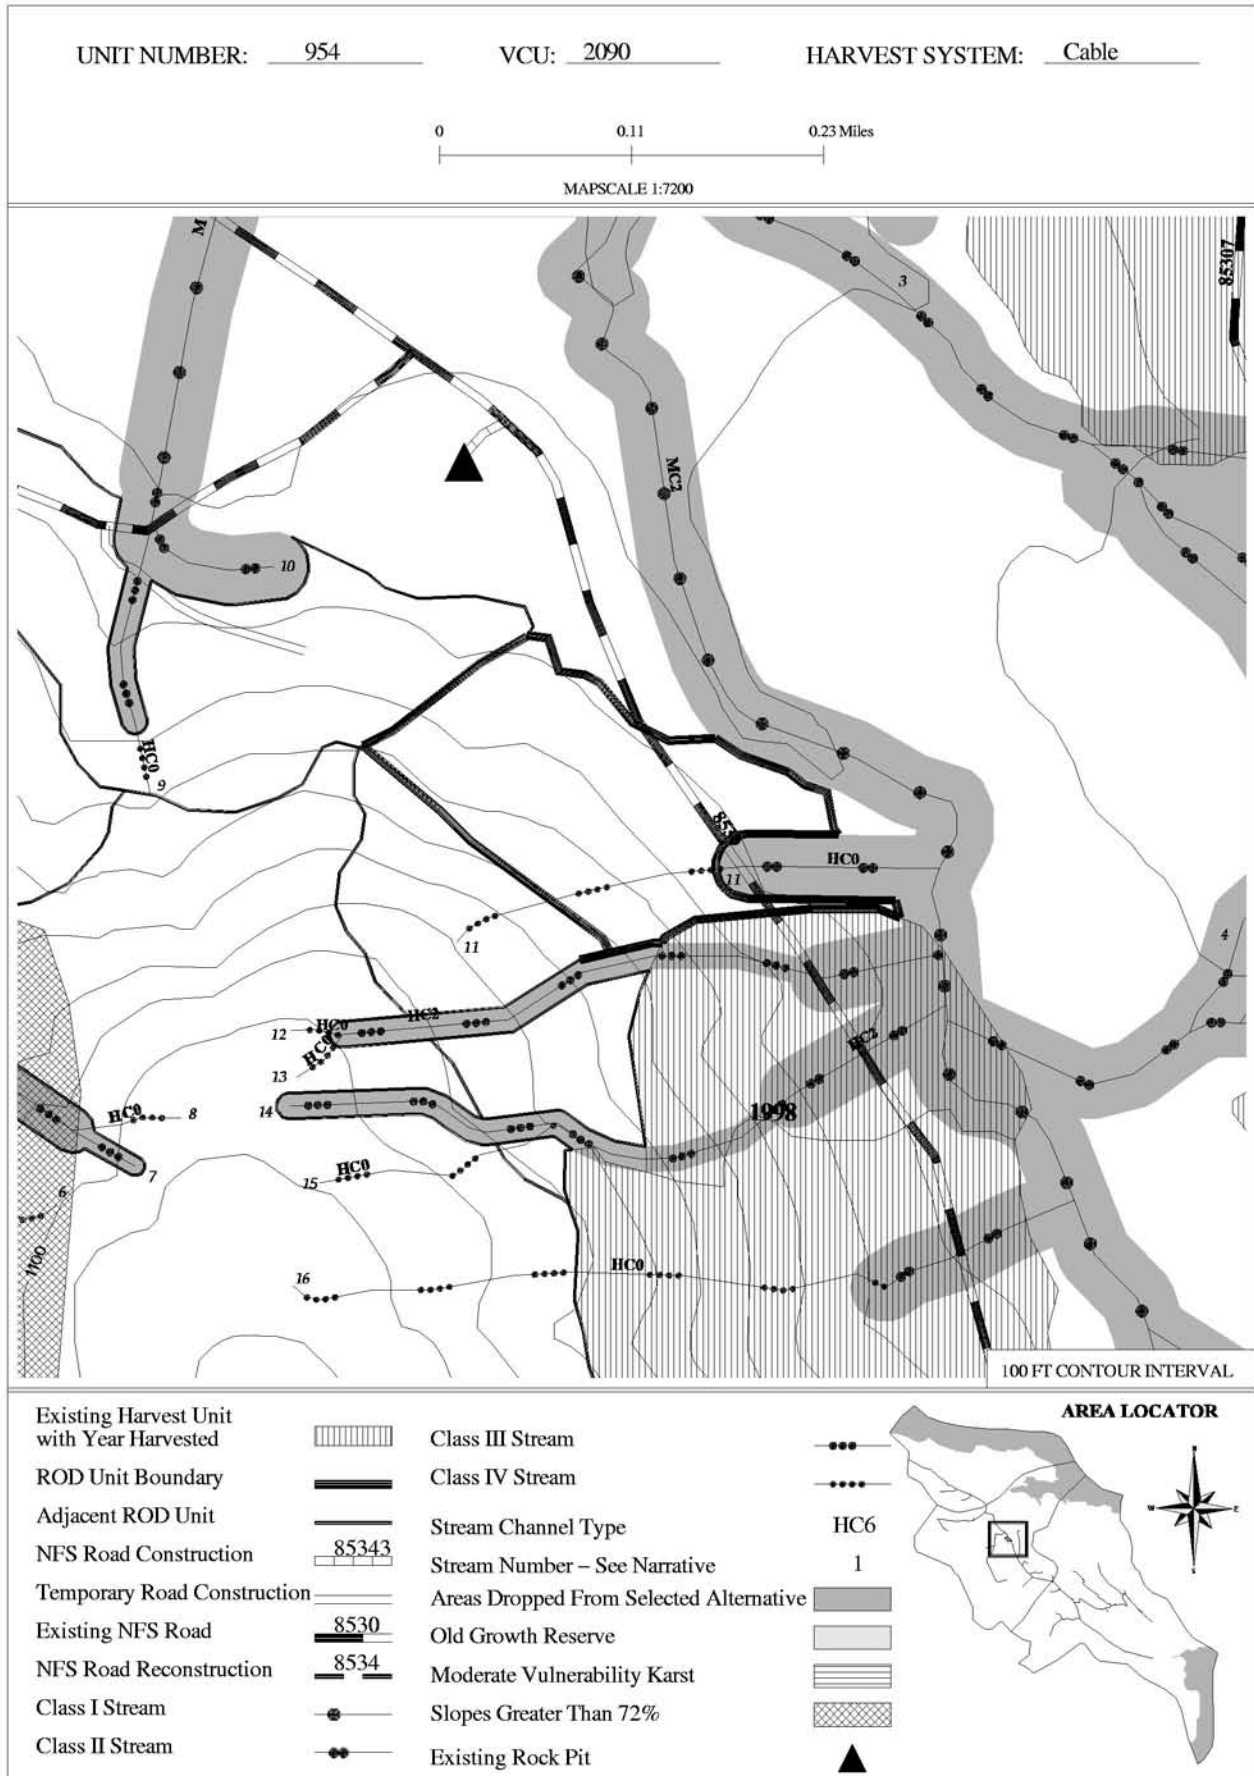 UNIT NUMBER: 954 VCU: 2090 HARVEST SYSTEM: Cable
0 0.11 0.23 Miles
MAPSCALE 1:7200
M
85307
3
MC2
10
HC0
9
853
HC0
11
11
4
HC2
12 HC0
HC0
13
HC2
14
1998
HC0 8
7
15 HC0
6
1100
16
HC0
100 FT CONTOUR INTERVAL
Existing Harvest Unit
with Year Harvested
ROD Unit Boundary
Adjacent ROD Unit
NFS Road Construction 85343
Temporary Road Construction
Existing NFS Road 8530
NFS Road Reconstruction 8534
Class I Stream
Class II Stream
Class III Stream
Class IV Stream
Stream Channel Type HC6
Stream Number – See Narrative 1
Areas Dropped From Selected Alternative
Old Growth Reserve
Moderate Vulnerability Karst
Slopes Greater Than 72%
Existing Rock Pit
AREA LOCATOR
N
W E
S